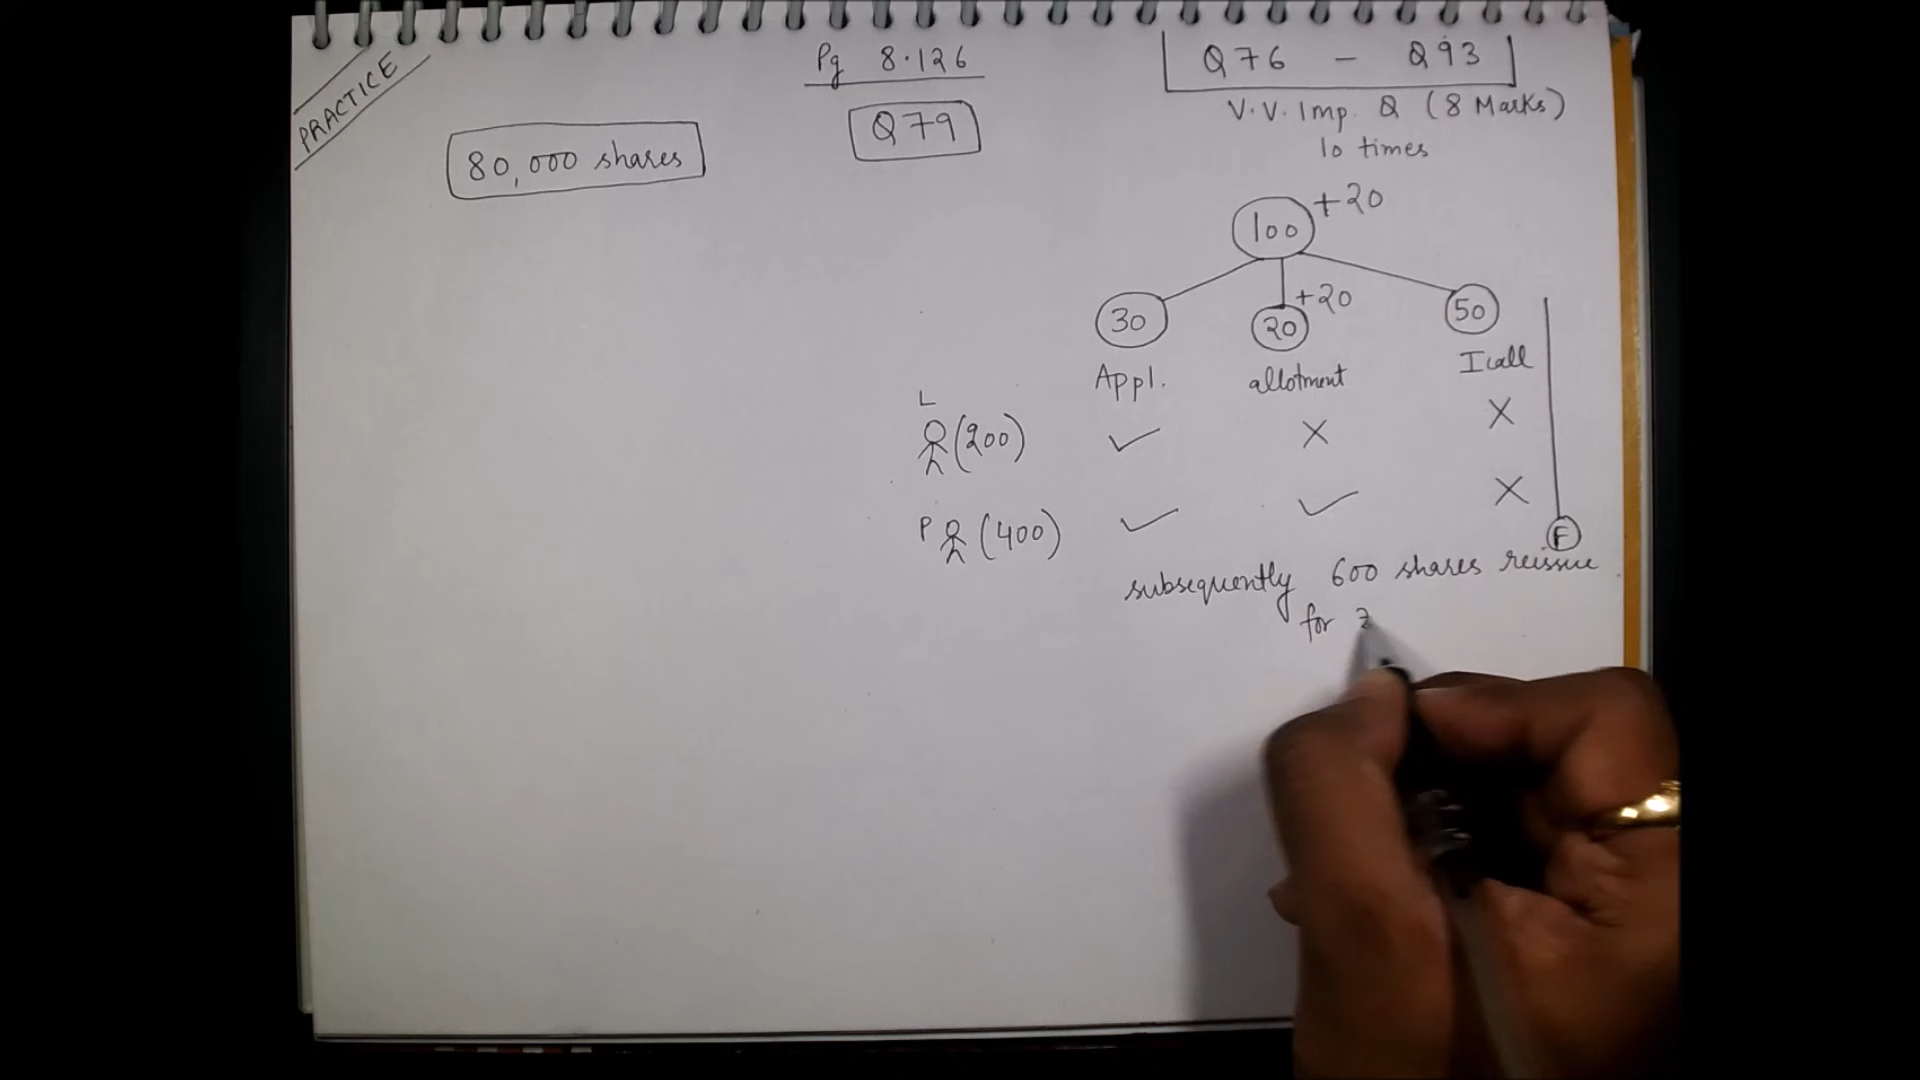 PRACTICE
Pg 8.126
Q79
Q76 - Q93
V.V. Imp. Q (8 Marks)
10 times
80,000 shares
100 +20
30
20 +20
50
Appl.
allotment
I call
L
(200) ✓ X X
P (400) ✓ ✓ X
F
subsequently 600 shares reissue
for